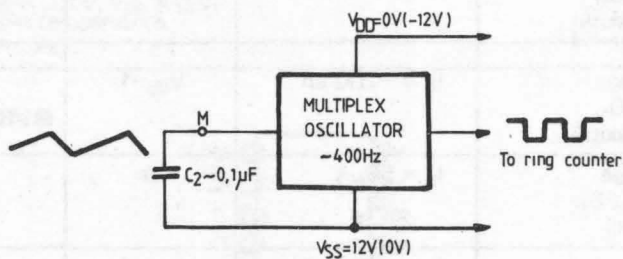 VDD=0V(-12V)
M
MULTIPLEX
OSCILLATOR
~400Hz
C2~0,1µF
To ring counter
VSS=12V(0V)